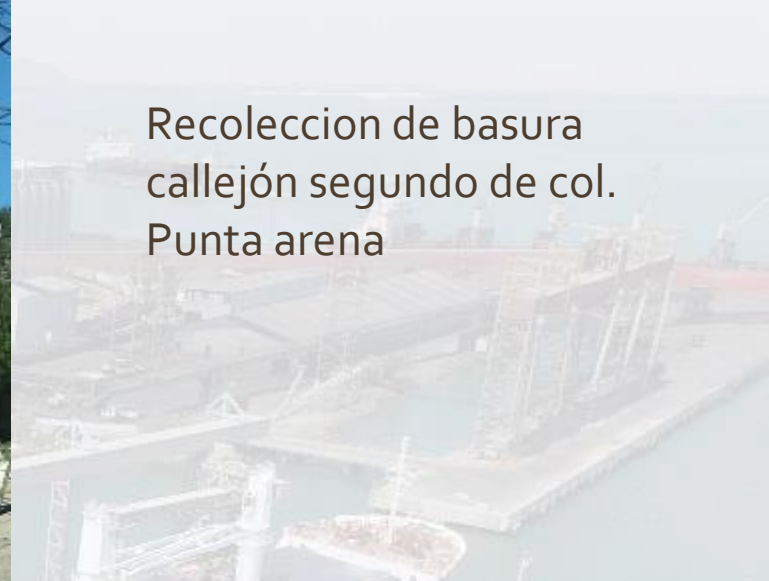 Recoleccion de basura
callejón segundo de col.
Punta arena